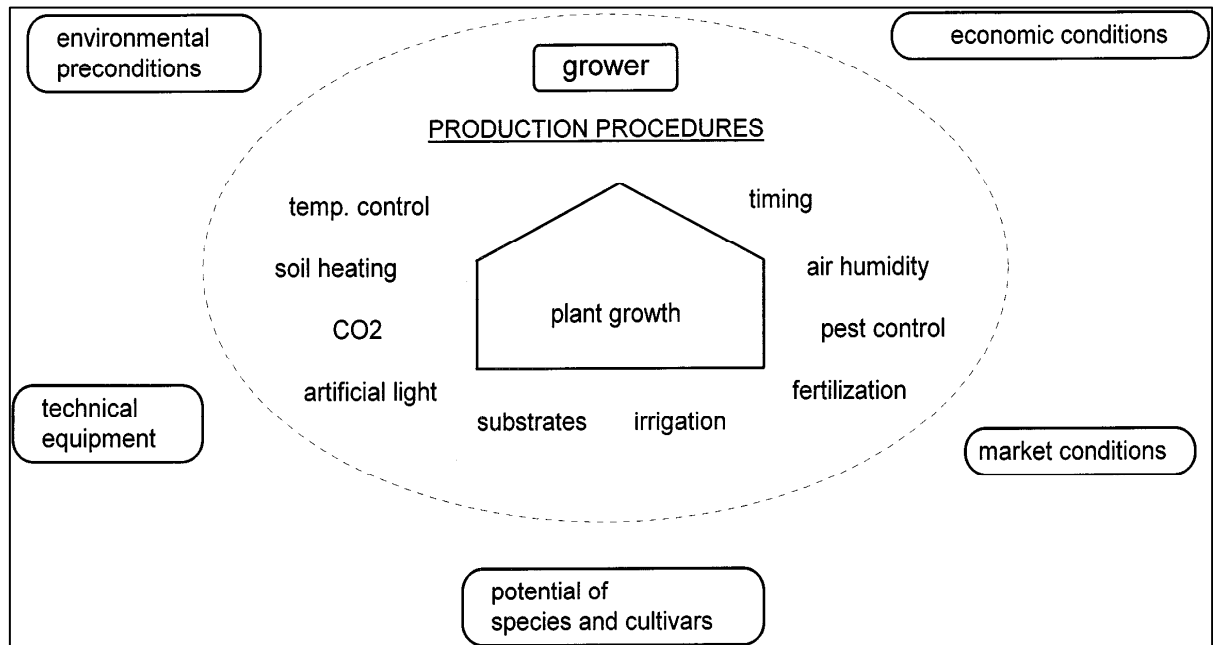 environmental
preconditions
economic conditions
grower
PRODUCTION PROCEDURES
temp. control
timing
soil heating
air humidity
plant growth
CO2
pest control
artificial light
fertilization
substrates
irrigation
technical
equipment
market conditions
potential of
species and cultivars